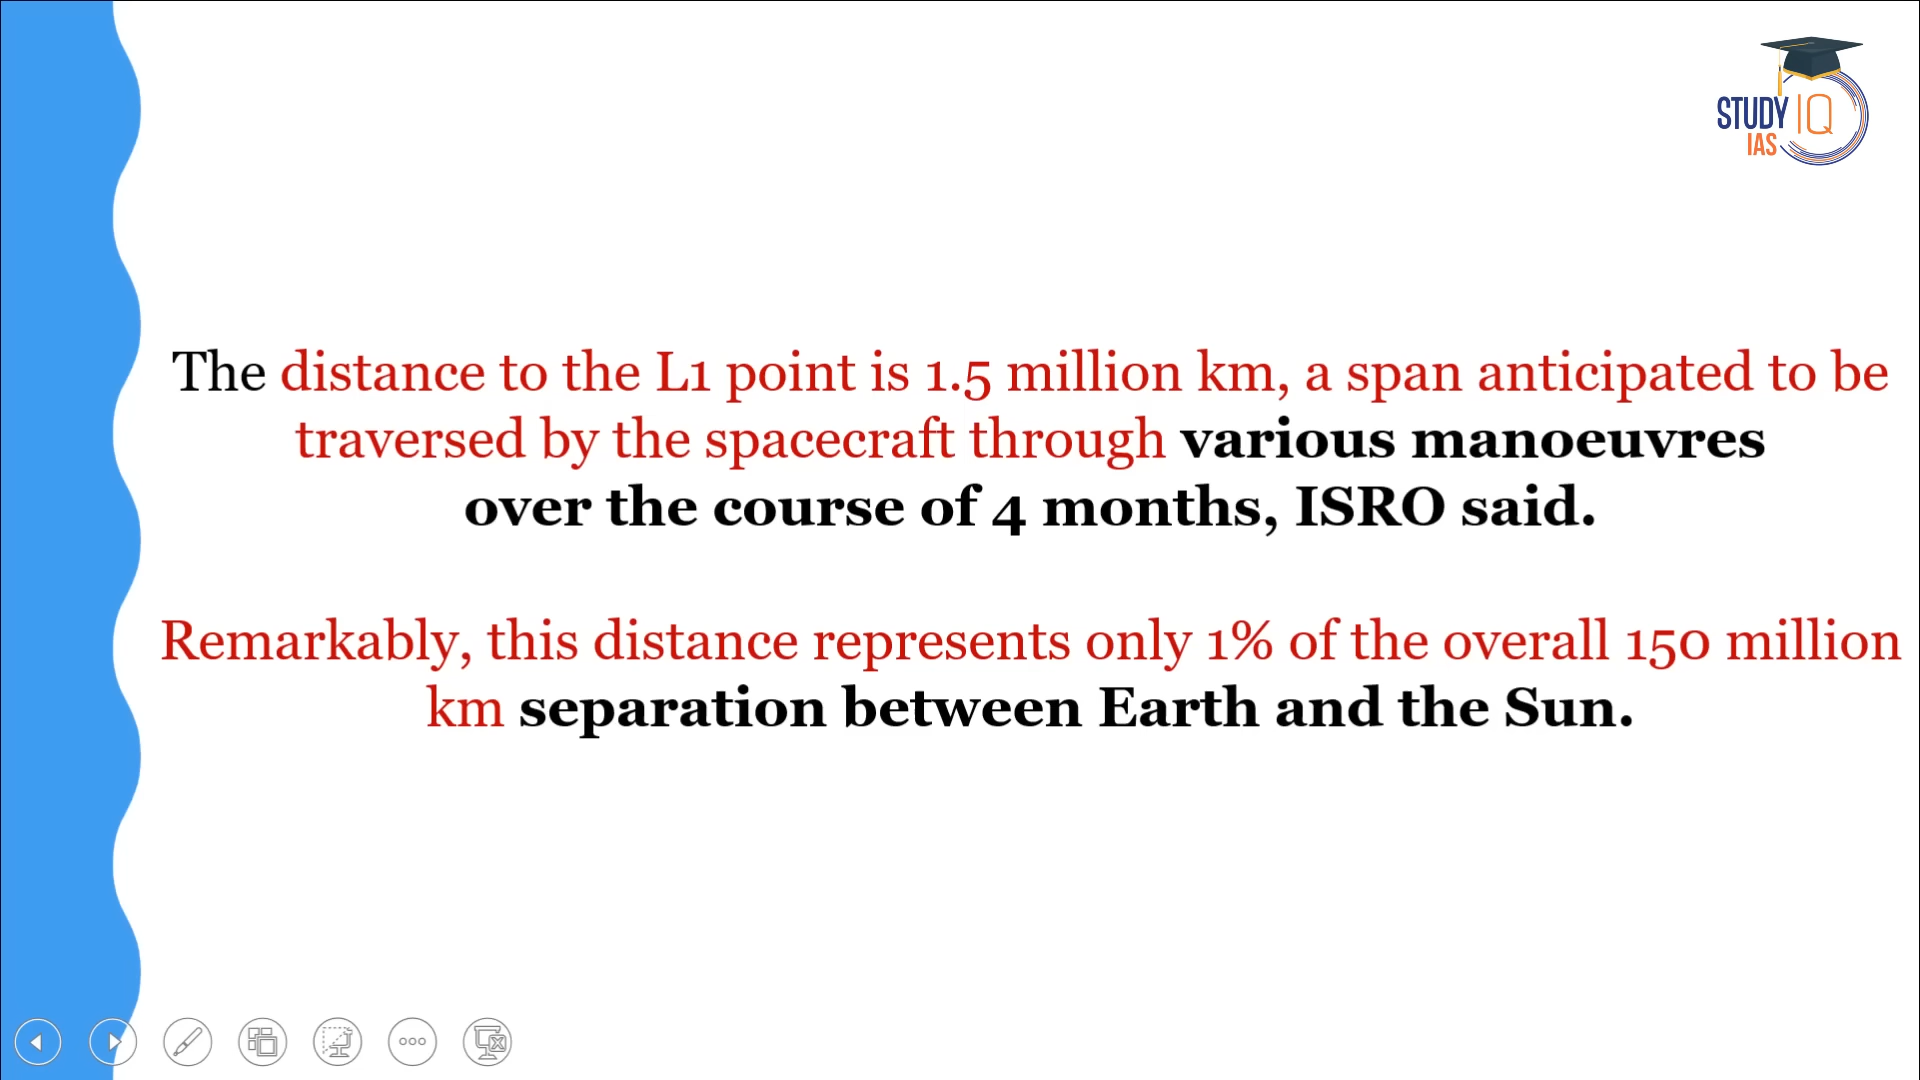 STUDY IQ
IAS
The distance to the L1 point is 1.5 million km, a span anticipated to be
traversed by the spacecraft through various manoeuvres
over the course of 4 months, ISRO said.
Remarkably, this distance represents only 1% of the overall 150 million
km separation between Earth and the Sun.